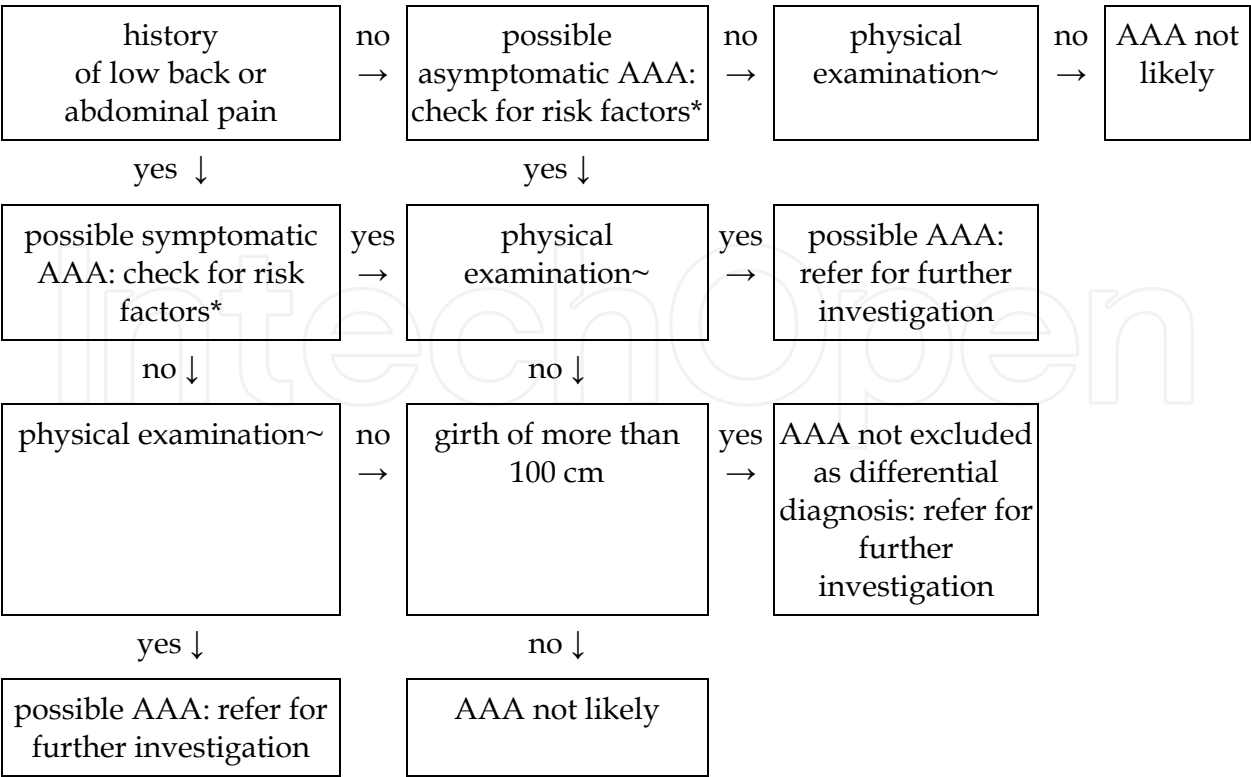 history
of low back or
abdominal pain
no
→
possible
asymptomatic AAA:
check for risk factors*
no
→
physical
examination~
no
→
AAA not
likely
yes ↓
yes ↓
possible symptomatic
AAA: check for risk
factors*
yes
→
physical
examination~
yes
→
possible AAA:
refer for further
investigation
no ↓
no ↓
physical examination~
no
→
girth of more than
100 cm
yes
→
AAA not excluded
as differential
diagnosis: refer for
further
investigation
yes ↓
no ↓
possible AAA: refer for
further investigation
AAA not likely
IntechOpen